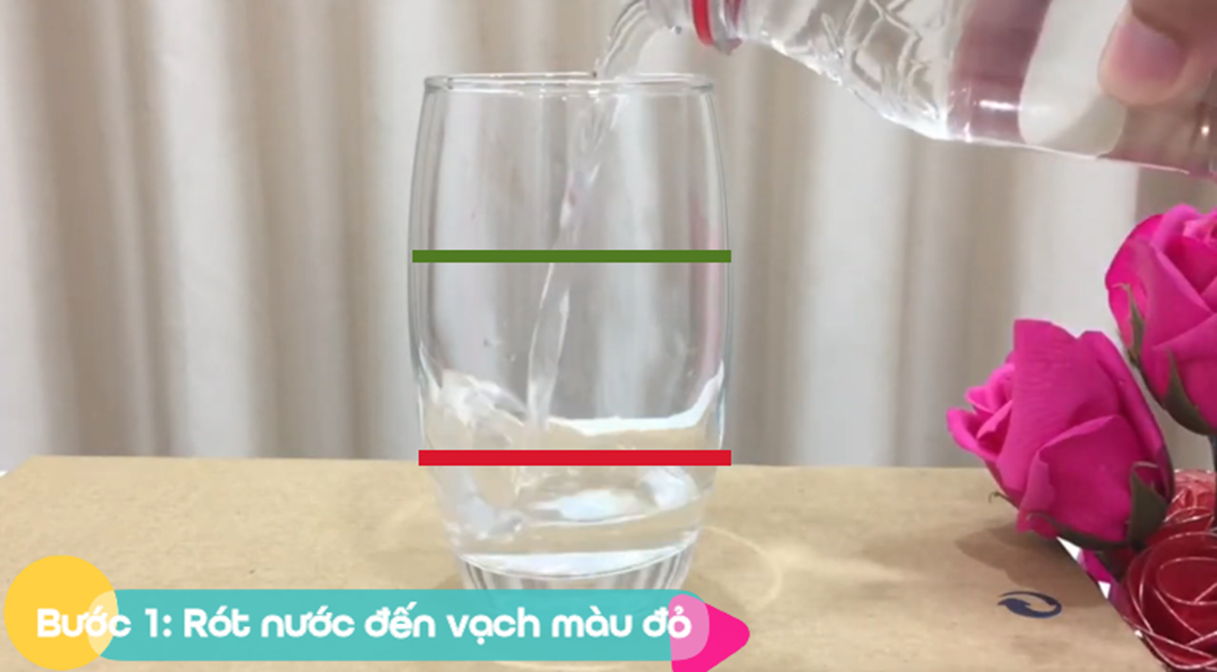 Bước 1: Rót nước đến vạch màu đỏ